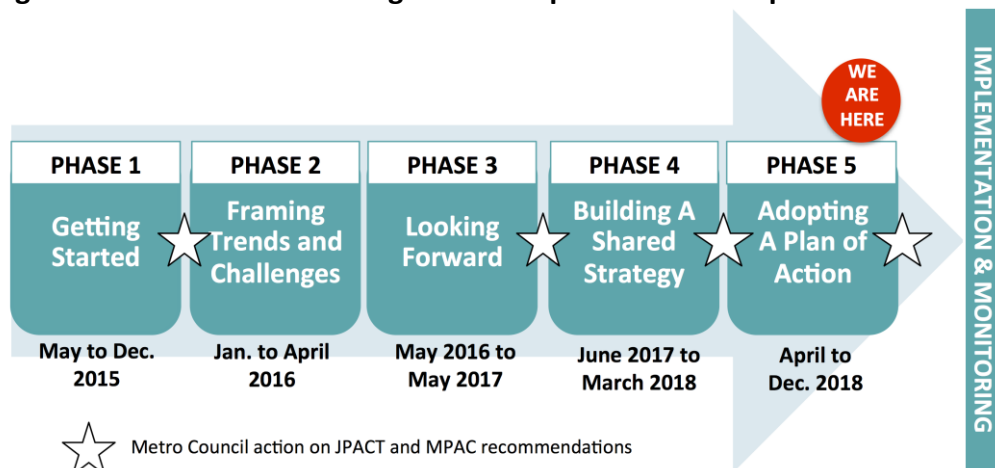 WE
ARE
HERE
PHASE 1
Getting
Started
May to Dec.
2015
PHASE 2
Framing
Trends and
Challenges
Jan. to April
2016
PHASE 3
Looking
Forward
May 2016 to
May 2017
PHASE 4
Building A
Shared
Strategy
June 2017 to
March 2018
PHASE 5
Adopting
A Plan of
Action
April to
Dec. 2018
IMPLEMENTATION & MONITORING
Metro Council action on JPACT and MPAC recommendations